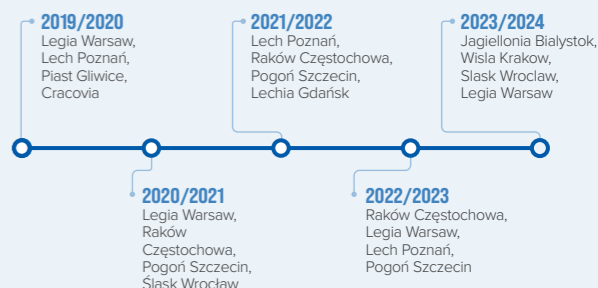 2019/2020
Legia Warsaw,
Lech Poznań,
Piast Gliwice,
Cracovia
2021/2022
Lech Poznań,
Raków Częstochowa,
Pogoń Szczecin,
Lechia Gdańsk
2023/2024
Jagiellonia Bialystok,
Wisla Krakow,
Slask Wroclaw,
Legia Warsaw
2020/2021
Legia Warsaw,
Raków
Częstochowa,
Pogoń Szczecin,
Śląsk Wrocław
2022/2023
Raków Częstochowa,
Legia Warsaw,
Lech Poznań,
Pogoń Szczecin